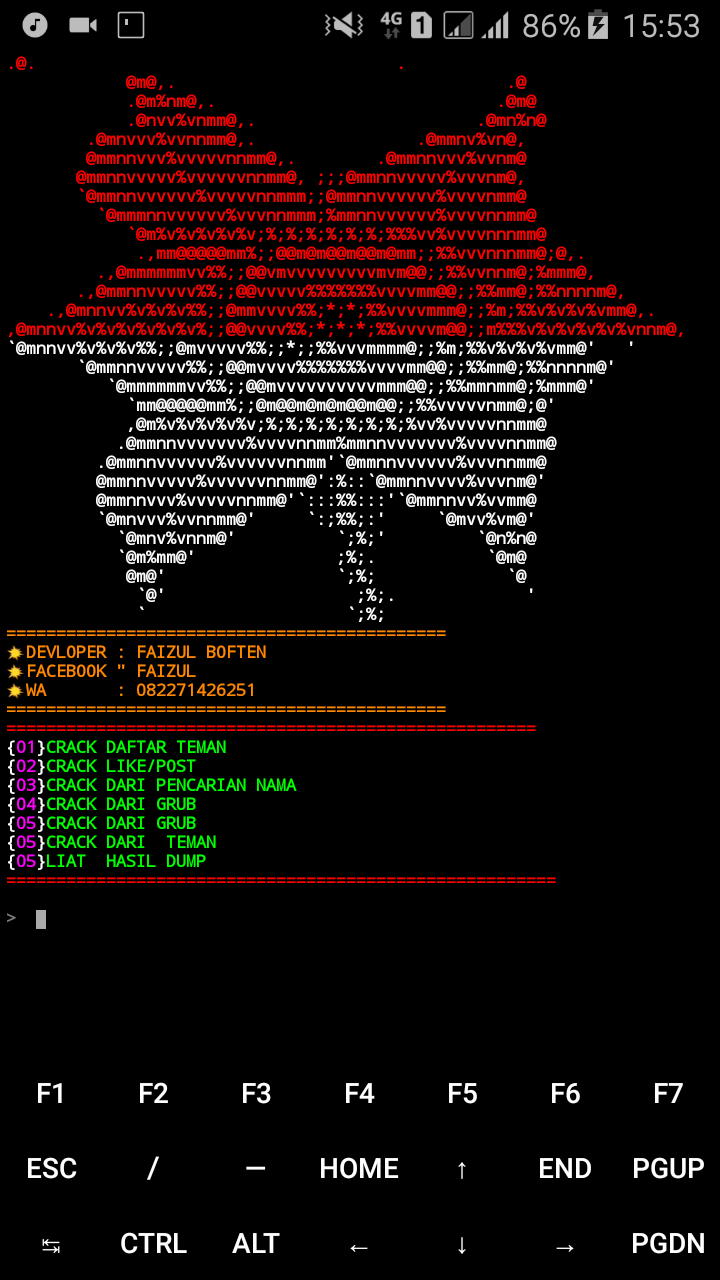 4G 1 86% 15:53
.@. .
@m@,. .@
.@m%nm@,. .@m@
.@nvv%vnmm@,. .@mn%n@
.@mnvvv%vvnnmm@,. .@mmnv%vn@,
@mmnnvvv%vvvvvnnmm@,. .@mmnnvvv%vvnm@
@mmnnvvvvv%vvvvvvnnmm@, ;;;@mmnnvvvvv%vvvnm@,
`@mmnnvvvvvv%vvvvvnnmmm;;@mmnnvvvvvv%vvvvnmm@
`@mmmnnvvvvvv%vvvnnmmm;%mmnnvvvvvv%vvvvnnmm@
`@m%v%v%v%v%v;%;%;%;%;%;%;%%%vv%vvvvnnnmm@
.,mm@@@@@mm%;;@@m@m@@m@@m@mm;;%%vvvnnnmm@;@,.
.,@mmmmmmvv%%;;@@vmvvvvvvvvvmvm@@;;%%vvnnm@;%mmm@,
.,@mmnnvvvvv%%;;@@vvvvv%%%%%%%vvvvmm@@;;%%mm@;%%nnnnm@,
.,@mnnvv%v%v%v%%;;@mmvvvv%%;*;*;%%vvvvmmm@;;%m;%%v%v%v%vmm@,.
,@mnnvv%v%v%v%v%v%v%;;@@vvvv%%;*;*;*;%%vvvvm@@;;m%%%v%v%v%v%v%vnnm@,
`@mnnvv%v%v%v%%;;@mvvvvv%%;;*;;%%vvvmmmm@;;%m;%%v%v%v%vmm@' '
`@mmnnvvvvv%%;;@@mvvvv%%%%%%%vvvvmm@@;;%%mm@;%%nnnnm@'
`@mmmmmmvv%%;;@@mvvvvvvvvvvmmm@@;;%%mmnmm@;%mmm@'
`mm@@@@@mm%;;@m@@m@m@m@@m@@;;%%vvvvvnmm@;@'
,@m%v%v%v%v%v;%;%;%;%;%;%;%;%vv%vvvvvnnmm@
.@mmnnvvvvvvv%vvvvnnmm%mmnnvvvvvvv%vvvvnnmm@
.@mmnnvvvvvv%vvvvvvnnmm'`@mmnnvvvvvv%vvvnnmm@
@mmnnvvvvv%vvvvvvnnmm@':%::`@mmnnvvvv%vvvnm@'
@mmnnvvv%vvvvvnnmm@'`:::%%:::'`@mmnnvv%vvmm@
`@mnvvv%vvnnmm@' `:;%%;:' `@mvv%vm@'
`@mnv%vnnm@' `;%;' `@n%n@
`@m%mm@' ;%;. `@m@
@m@' `;%; `@
`@' ;%;. '
` `;%;
============================================
DEVLOPER : FAIZUL BOFTEN
FACEBOOK " FAIZUL
WA : 082271426251
============================================
=====================================================
{01}CRACK DAFTAR TEMAN
{02}CRACK LIKE/POST
{03}CRACK DARI PENCARIAN NAMA
{04}CRACK DARI GRUB
{05}CRACK DARI GRUB
{05}CRACK DARI  TEMAN
{05}LIAT  HASIL DUMP
=======================================================
>
F1 F2 F3 F4 F5 F6 F7
ESC / — HOME ↑ END PGUP
↹ CTRL ALT ← ↓ → PGDN